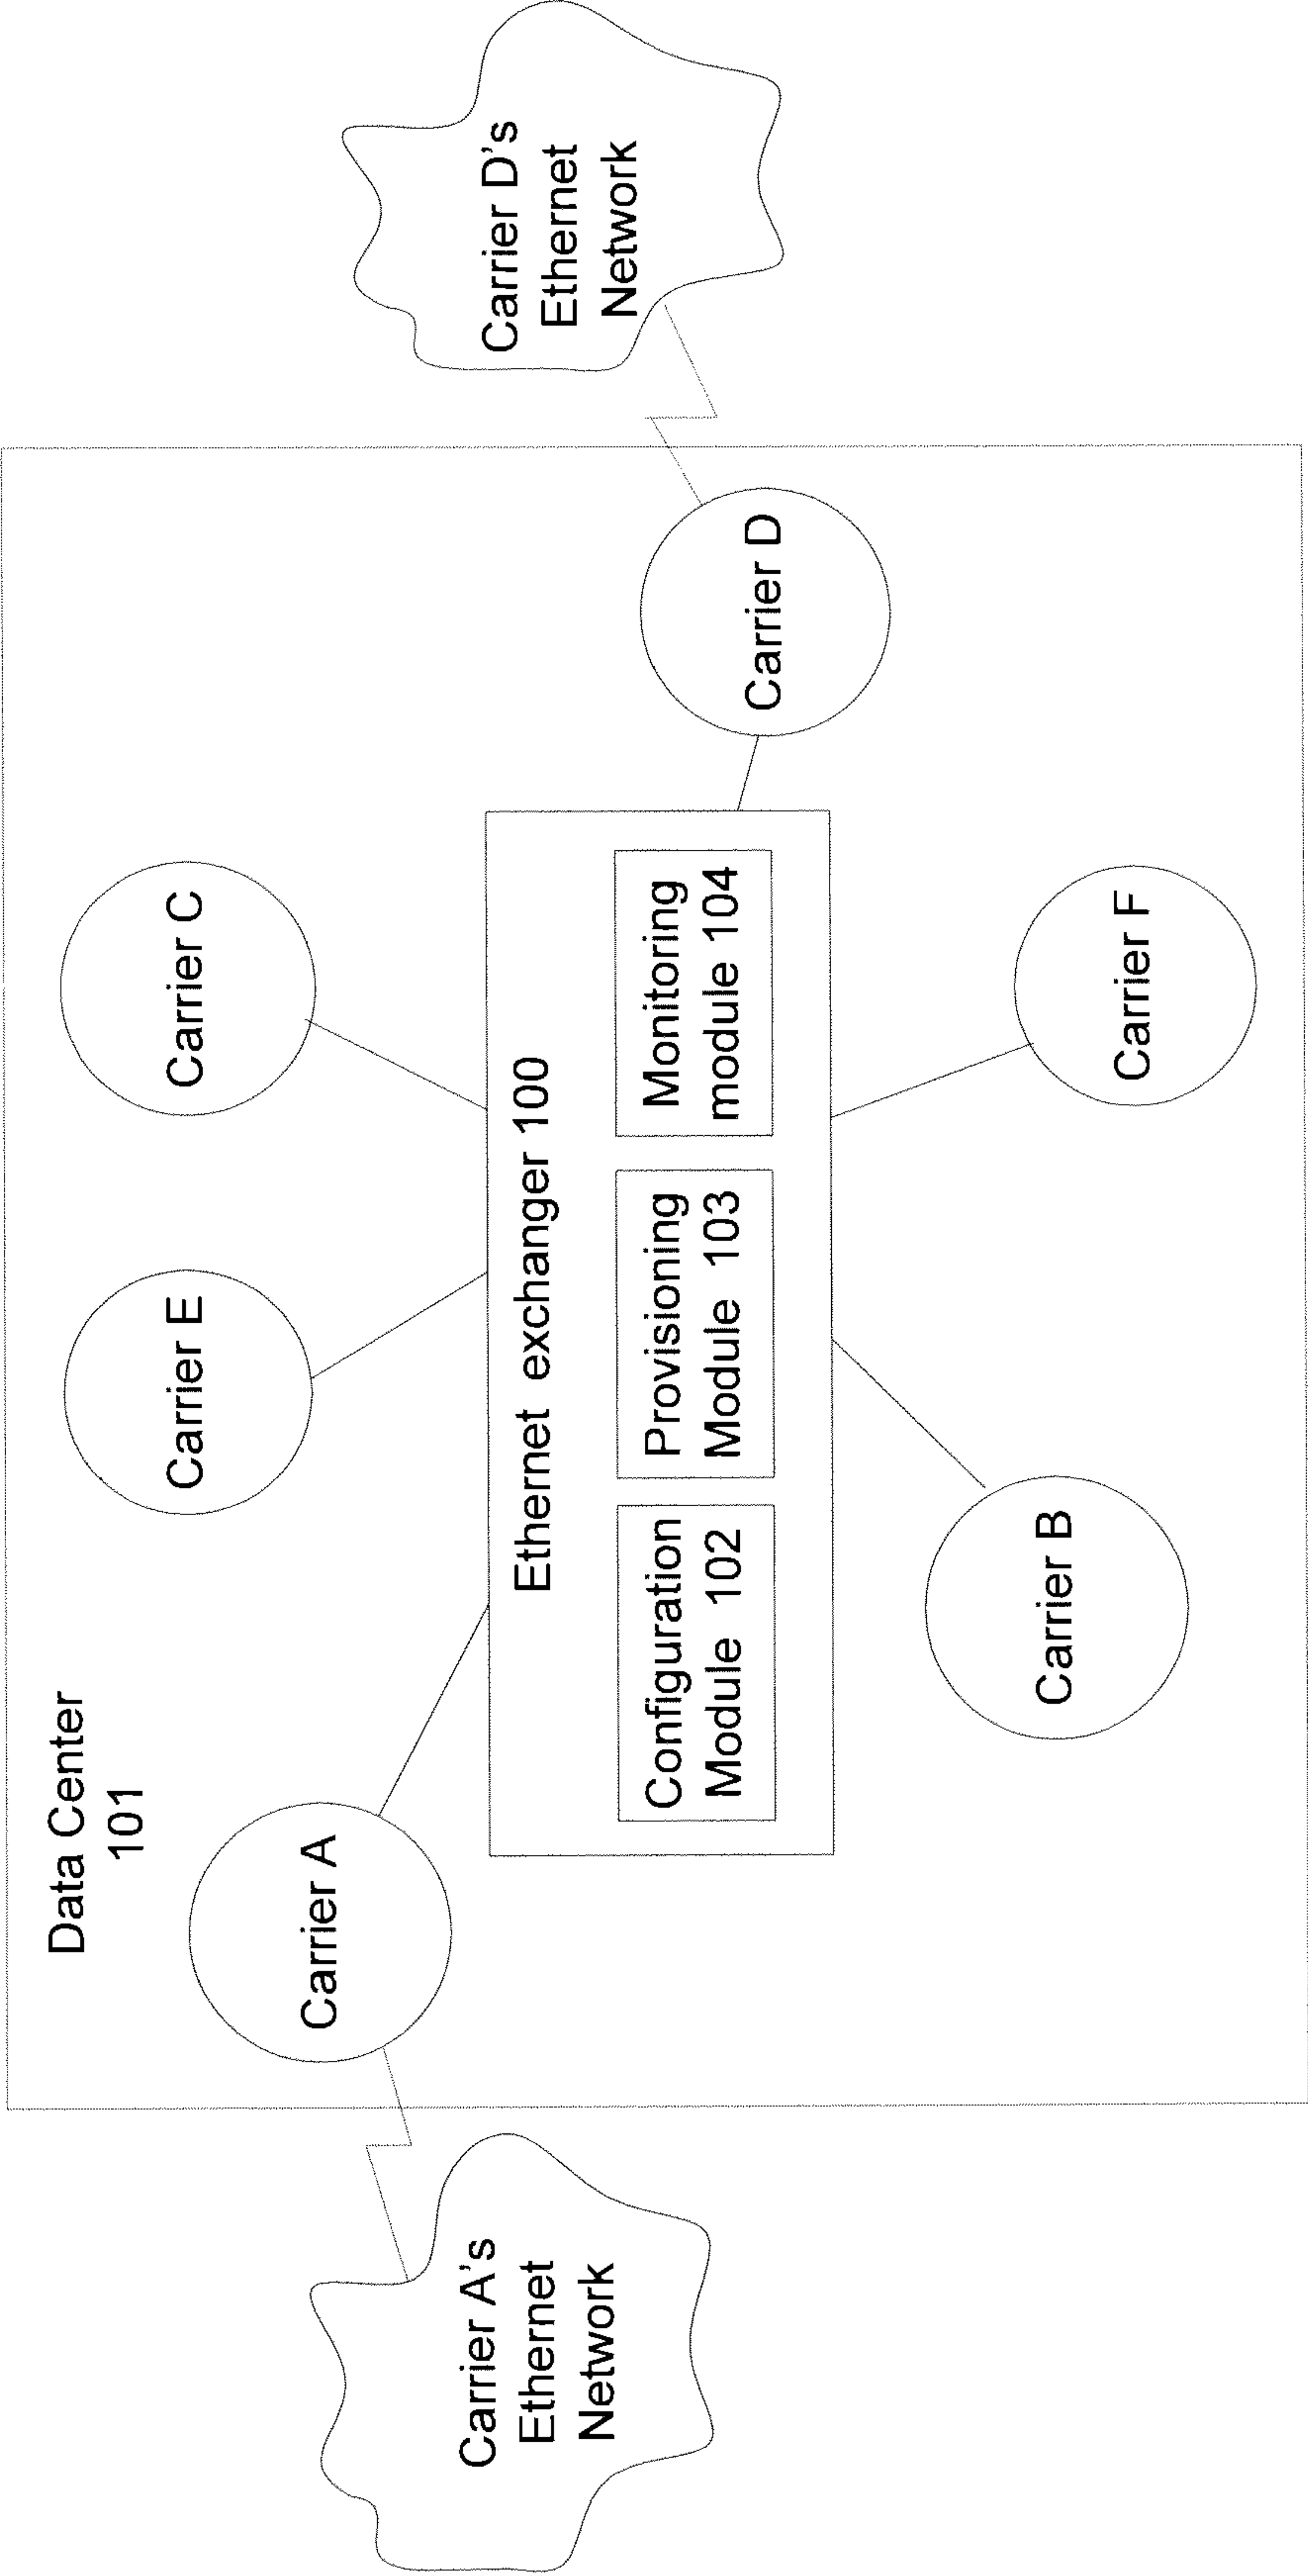 Data Center
101
Carrier A
Carrier E
Carrier C
Carrier A's
Ethernet
Network
Ethernet exchanger 100
Configuration
Module 102
Provisioning
Module 103
Monitoring
module 104
Carrier D
Carrier D's
Ethernet
Network
Carrier B
Carrier F